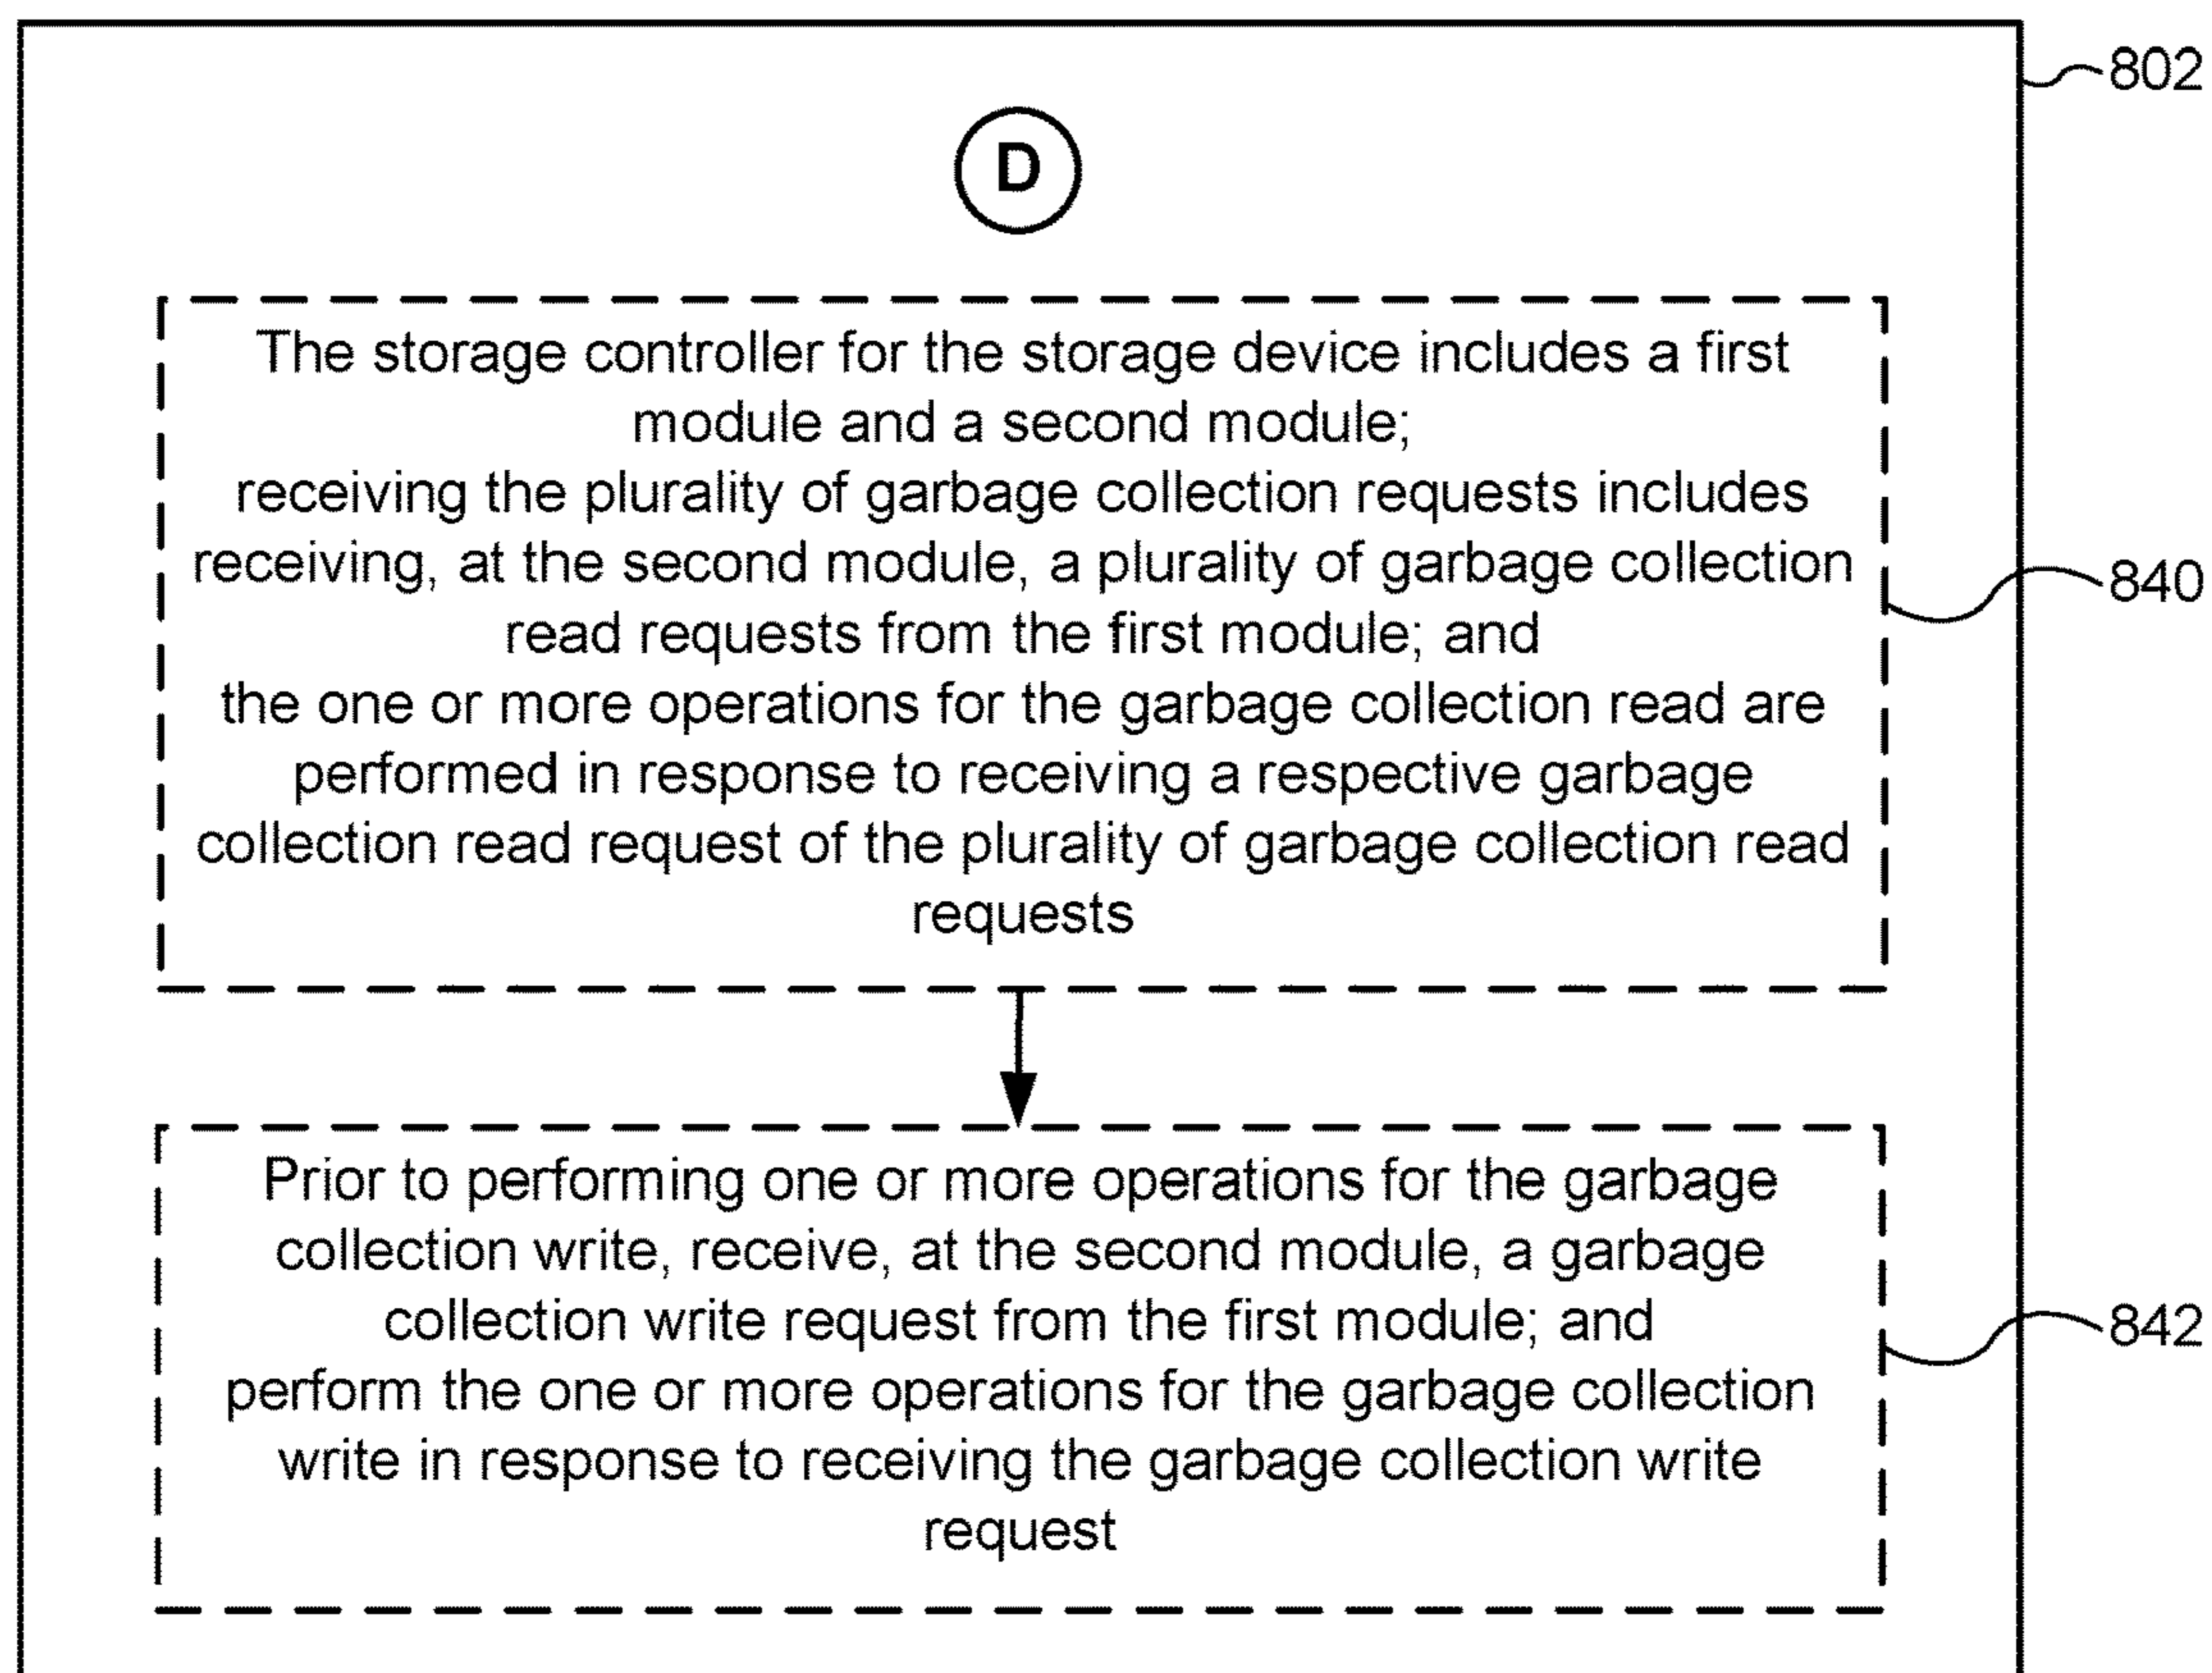 802
D
The storage controller for the storage device includes a first
module and a second module;
receiving the plurality of garbage collection requests includes
receiving, at the second module, a plurality of garbage collection
read requests from the first module; and
the one or more operations for the garbage collection read are
performed in response to receiving a respective garbage
collection read request of the plurality of garbage collection read
requests
840
Prior to performing one or more operations for the garbage
collection write, receive, at the second module, a garbage
collection write request from the first module; and
perform the one or more operations for the garbage collection
write in response to receiving the garbage collection write
request
842